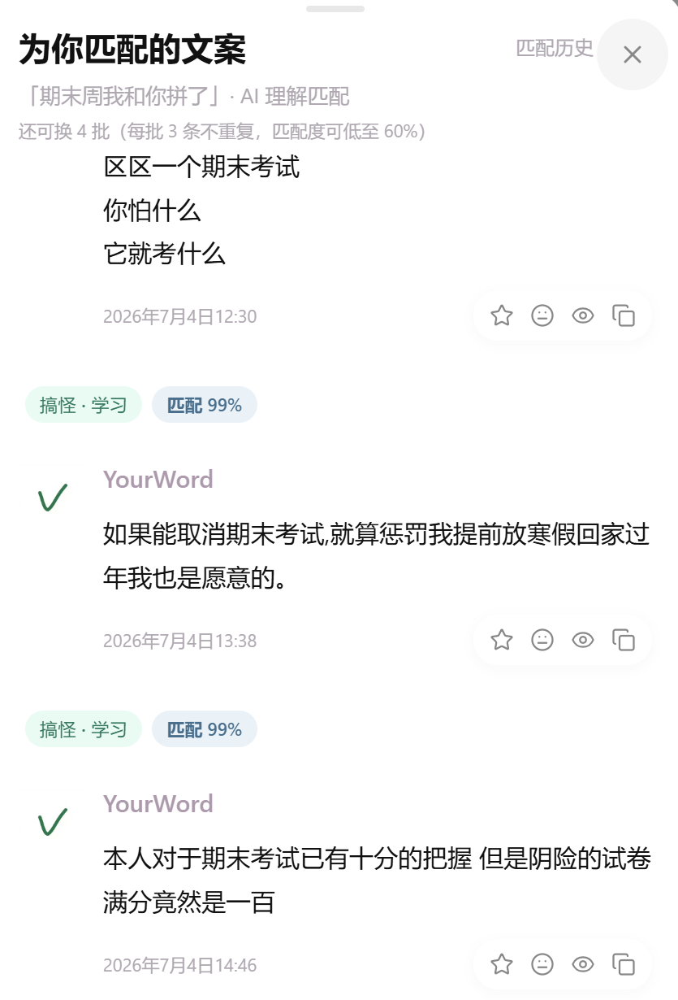 为你匹配的文案
匹配历史
「期末周我和你拼了」· AI 理解匹配
还可换 4 批（每批 3 条不重复，匹配度可低至 60%）
区区一个期末考试
你怕什么
它就考什么
2026年7月4日12:30
搞怪 · 学习
匹配 99%
YourWord
如果能取消期末考试,就算惩罚我提前放寒假回家过
年我也是愿意的。
2026年7月4日13:38
搞怪 · 学习
匹配 99%
YourWord
本人对于期末考试已有十分的把握 但是阴险的试卷
满分竟然是一百
2026年7月4日14:46